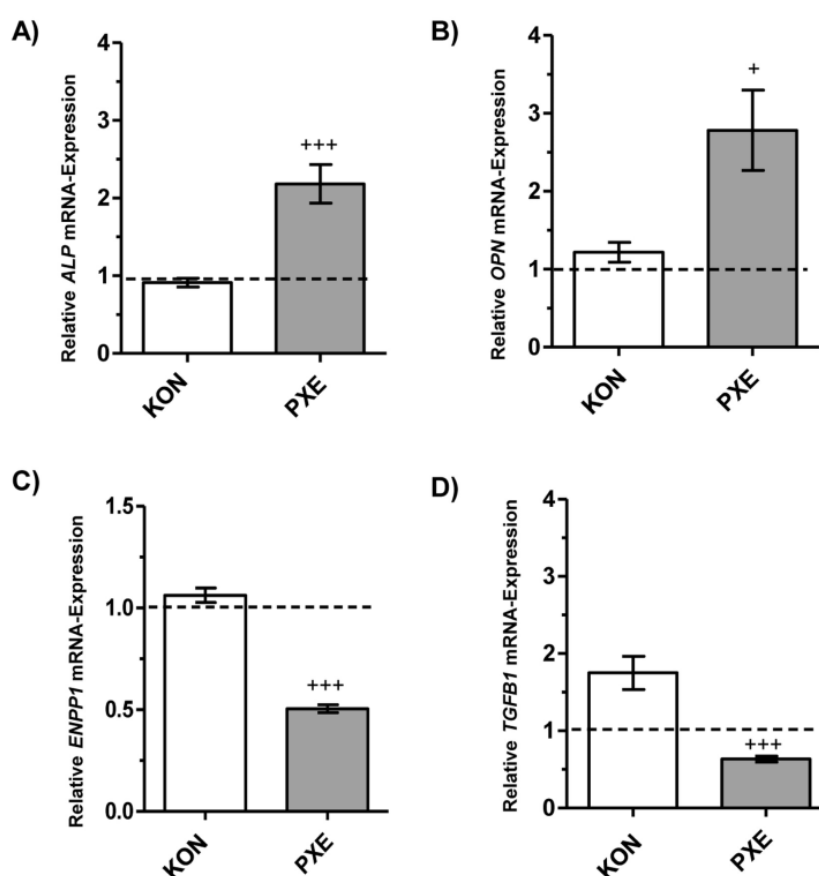 A)
Relative ALP mRNA-Expression
4
3
2
1
0
+++
KON
PXE
B)
Relative OPN mRNA-Expression
4
3
2
1
0
+
KON
PXE
C)
Relative ENPP1 mRNA-Expression
1.5
1.0
0.5
0.0
+++
KON
PXE
D)
Relative TGFB1 mRNA-Expression
4
3
2
1
0
+++
KON
PXE